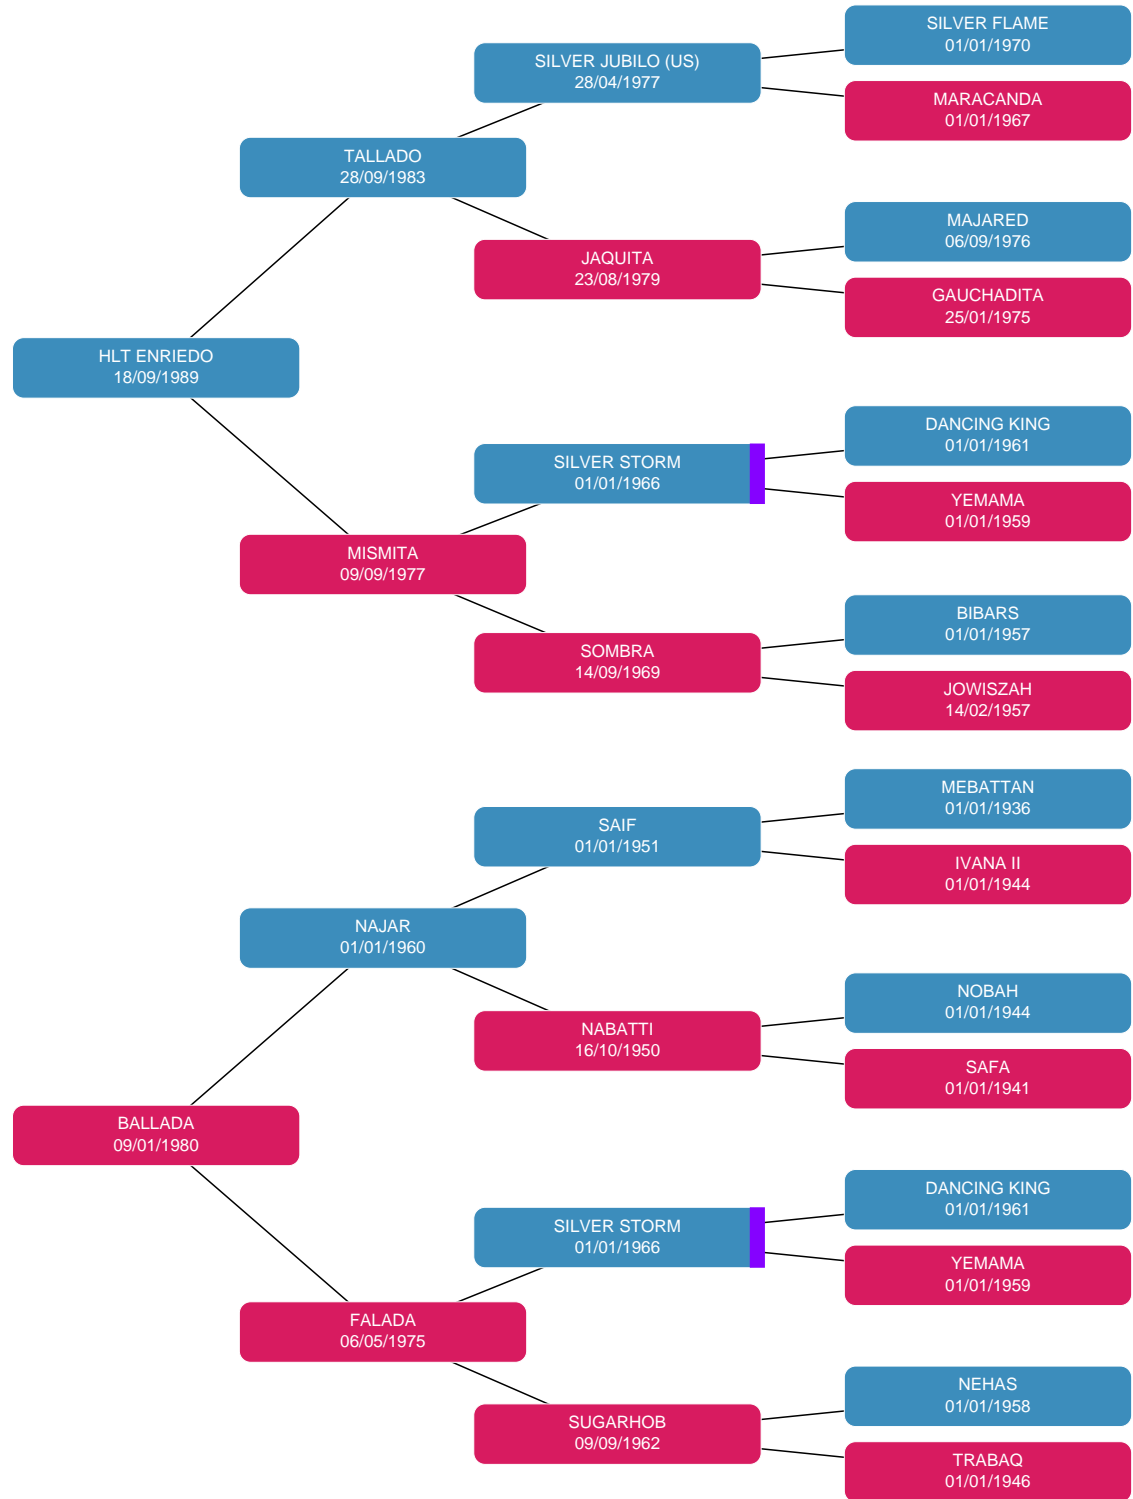 SILVER FLAME
01/01/1970
SILVER JUBILO (US)
28/04/1977
MARACANDA
01/01/1967
TALLADO
28/09/1983
MAJARED
06/09/1976
JAQUITA
23/08/1979
GAUCHADITA
25/01/1975
HLT ENRIEDO
18/09/1989
DANCING KING
01/01/1961
SILVER STORM
01/01/1966
YEMAMA
01/01/1959
MISMITA
09/09/1977
BIBARS
01/01/1957
SOMBRA
14/09/1969
JOWISZAH
14/02/1957
MEBATTAN
01/01/1936
SAIF
01/01/1951
IVANA II
01/01/1944
NAJAR
01/01/1960
NOBAH
01/01/1944
NABATTI
16/10/1950
SAFA
01/01/1941
BALLADA
09/01/1980
DANCING KING
01/01/1961
SILVER STORM
01/01/1966
YEMAMA
01/01/1959
FALADA
06/05/1975
NEHAS
01/01/1958
SUGARHOB
09/09/1962
TRABAQ
01/01/1946